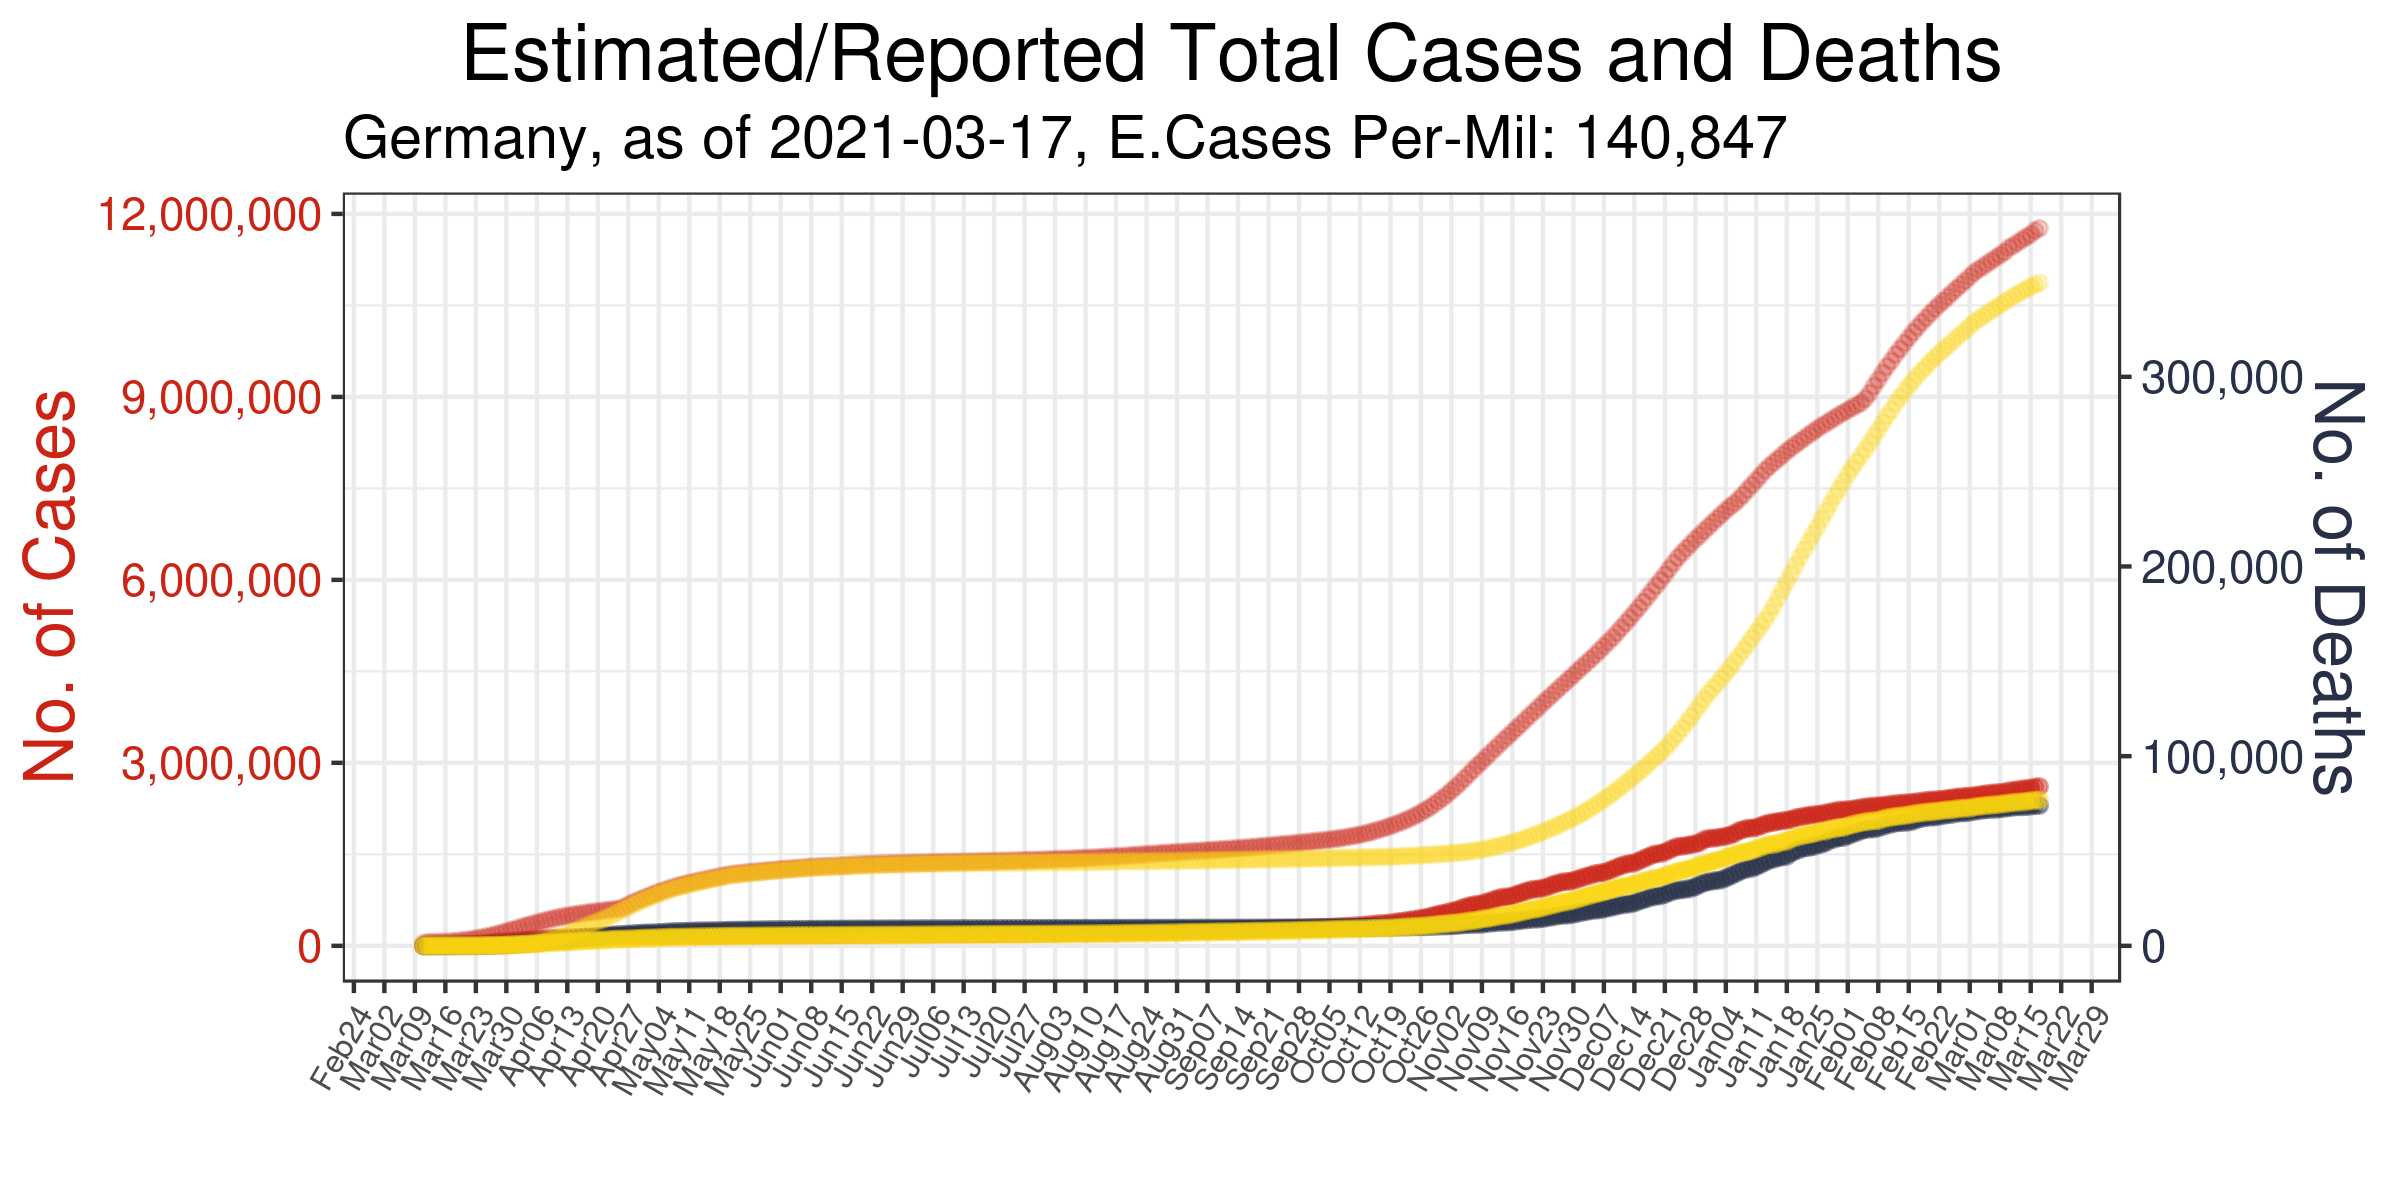 Estimated/Reported Total Cases and Deaths
Germany, as of 2021-03-17, E.Cases Per-Mil: 140,847
No. of Cases
12,000,000
9,000,000
6,000,000
3,000,000
0
300,000
200,000
100,000
0
No. of Deaths
Feb24
Mar02
Mar09
Mar16
Mar23
Mar30
Apr06
Apr13
Apr20
Apr27
May04
May11
May18
May25
Jun01
Jun08
Jun15
Jun22
Jun29
Jul06
Jul13
Jul20
Jul27
Aug03
Aug10
Aug17
Aug24
Aug31
Sep07
Sep14
Sep21
Sep28
Oct05
Oct12
Oct19
Oct26
Nov02
Nov09
Nov16
Nov23
Nov30
Dec07
Dec14
Dec21
Dec28
Jan04
Jan11
Jan18
Jan25
Feb01
Feb08
Feb15
Feb22
Mar01
Mar08
Mar15
Mar22
Mar29